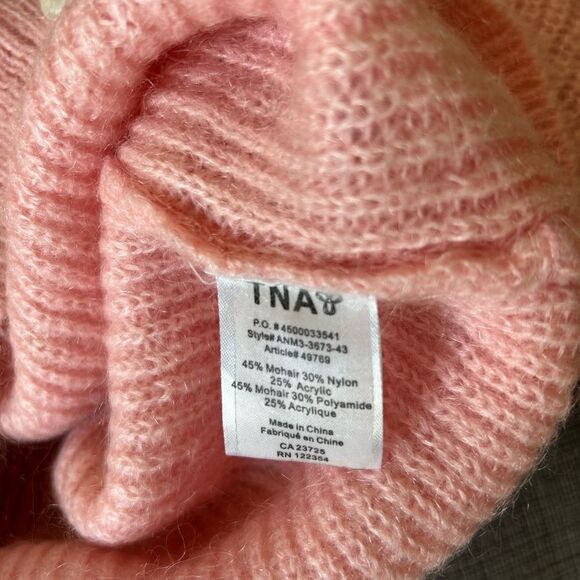 TNA
P.O. # 4500033541
Style# ANM3-3673-43
Article# 49769
45% Mohair 30% Nylon
25% Acrylic
45% Mohair 30% Polyamide
25% Acrylique
Made in China
Fabriqué en Chine
CA 23725
RN 122354